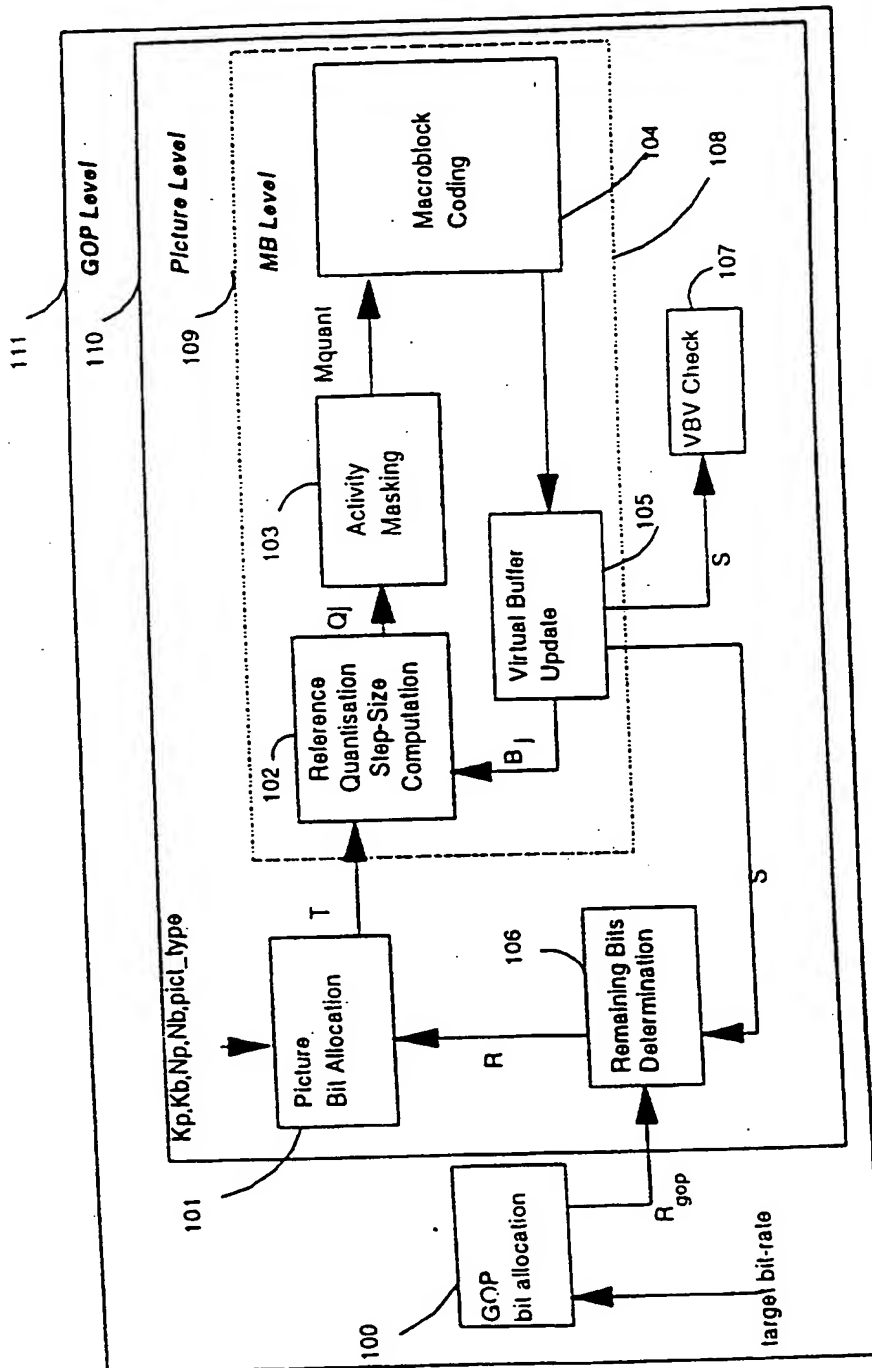 111
GOP Level
110
Picture Level
109
MB Level
Kp,Kb,Np,Nb,pict_type
101
Picture
Bit Allocation
T
102
Reference
Quantisation
Step-Size
Computation
Qj
103
Activity
Masking
Mquant
Macroblock
Coding
104
108
Bj
Virtual Buffer
Update
105
S
VBV Check
107
S
R
106
Remaining Bits
Determination
100
GOP
bit allocation
Rgop
target bit-rate